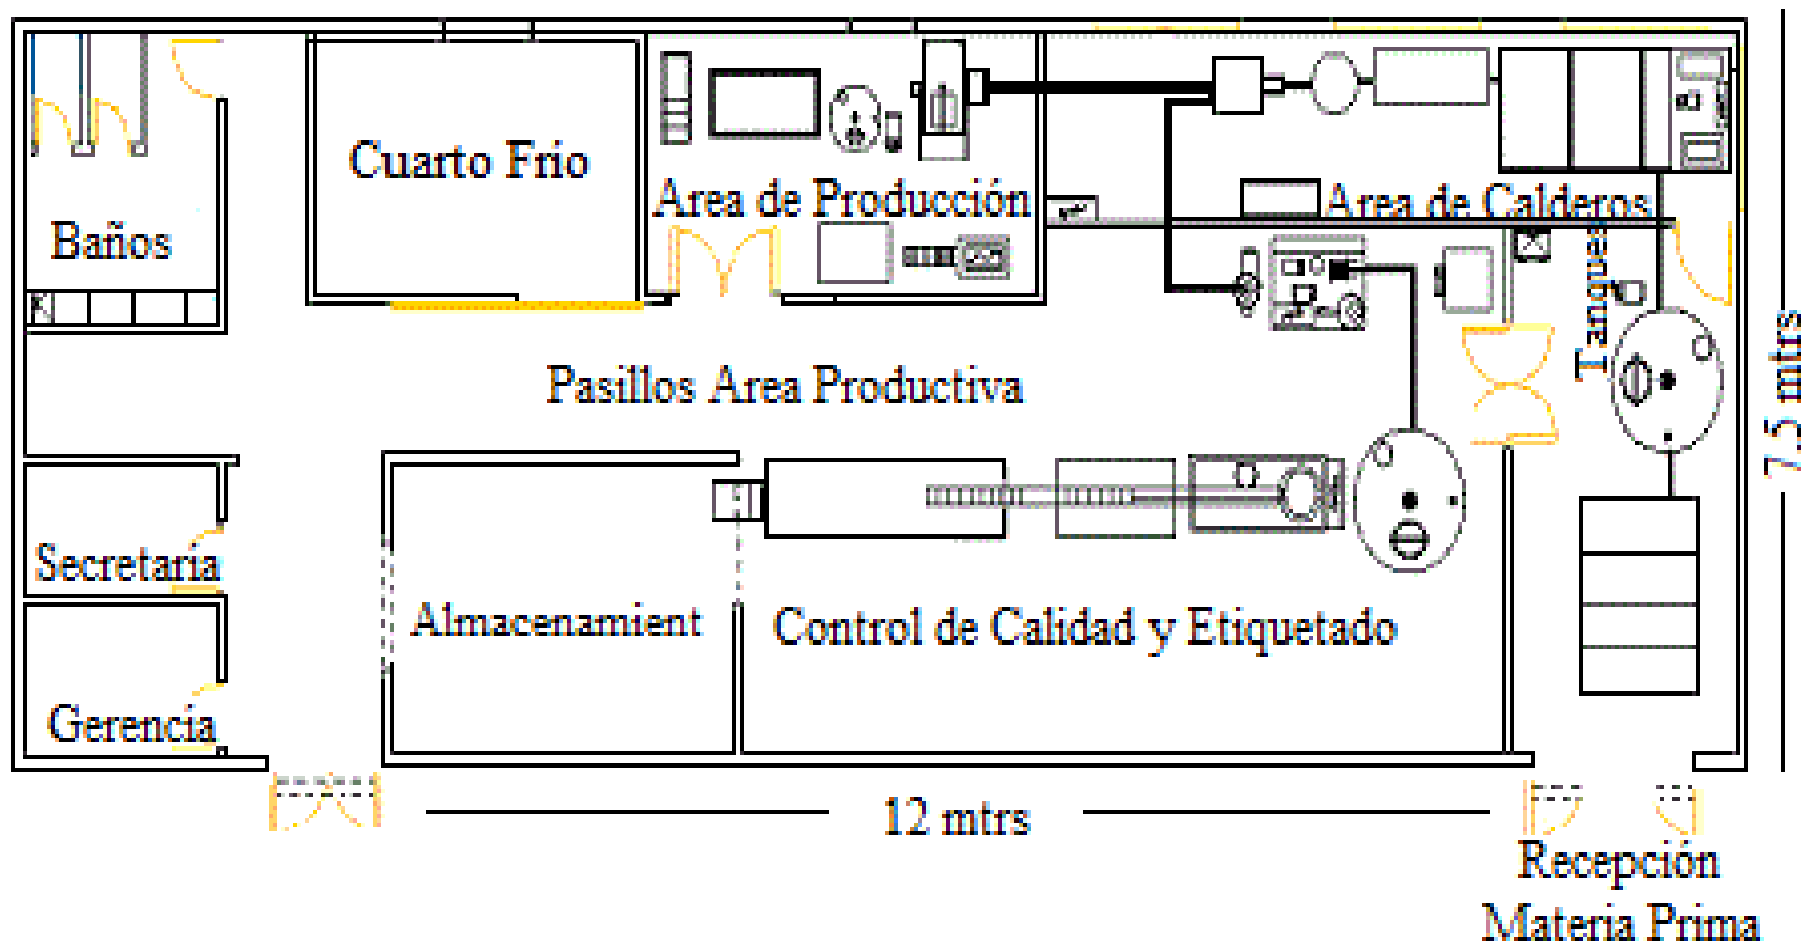 Cuarto Frio
Area de Producción
Area de Calderos
Baños
Tanques
Pasillos Area Productiva
7.5 mtrs
Secretaría
Almacenamient
Control de Calidad y Etiquetado
Gerencia
12 mtrs
Recepción
Materia Prima